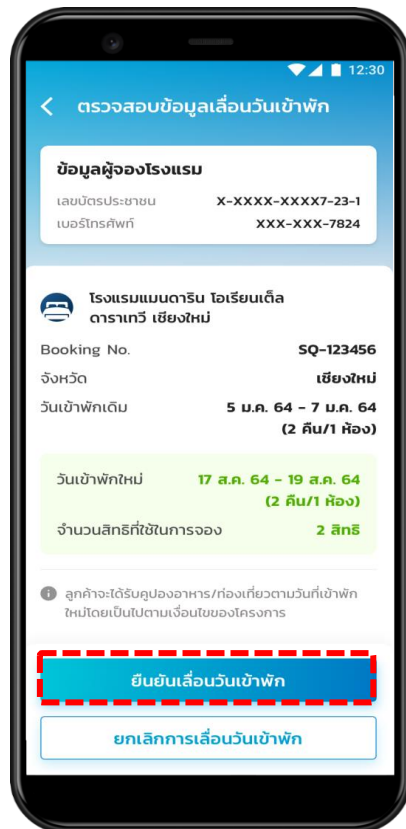 12:30
ตรวจสอบข้อมูลเลื่อนวันเข้าพัก
ข้อมูลผู้จองโรงแรม
เลขบัตรประชาชน X-XXXX-XXXX7-23-1
เบอร์โทรศัพท์ XXX-XXX-7824
โรงแรมแมนดาริน โอเรียนเต็ล
ดาราเทวี เชียงใหม่
Booking No. SQ-123456
จังหวัด เชียงใหม่
วันเข้าพักเดิม 5 ม.ค. 64 - 7 ม.ค. 64
(2 คืน/1 ห้อง)
วันเข้าพักใหม่ 17 ส.ค. 64 - 19 ส.ค. 64
(2 คืน/1 ห้อง)
จำนวนสิทธิที่ใช้ในการจอง 2 สิทธิ
ลูกค้าจะได้รับคูปองอาหาร/ท่องเที่ยวตามวันที่เข้าพัก
ใหม่โดยเป็นไปตามเงื่อนไขของโครงการ
ยืนยันเลื่อนวันเข้าพัก
ยกเลิกการเลื่อนวันเข้าพัก